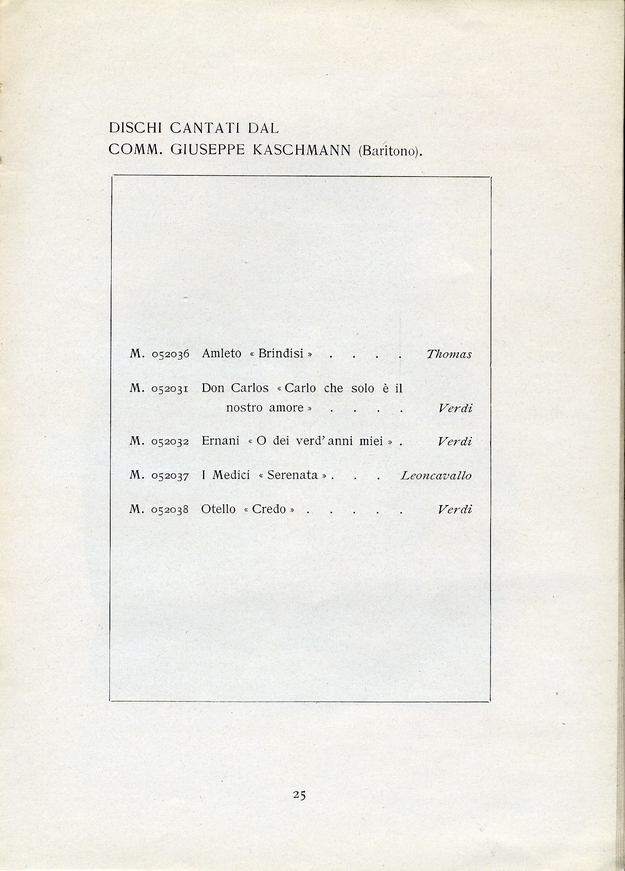 DISCHI CANTATI DAL
COMM. GIUSEPPE KASCHMANN (Baritono).
M. 052036 Amleto « Brindisi » . . . . Thomas
M. 052031 Don Carlos « Carlo che solo è il
nostro amore » . . . . Verdi
M. 052032 Ernani « O dei verd' anni miei » . Verdi
M. 052037 I Medici « Serenata » . . . Leoncavallo
M. 052038 Otello « Credo » . . . . . Verdi
25